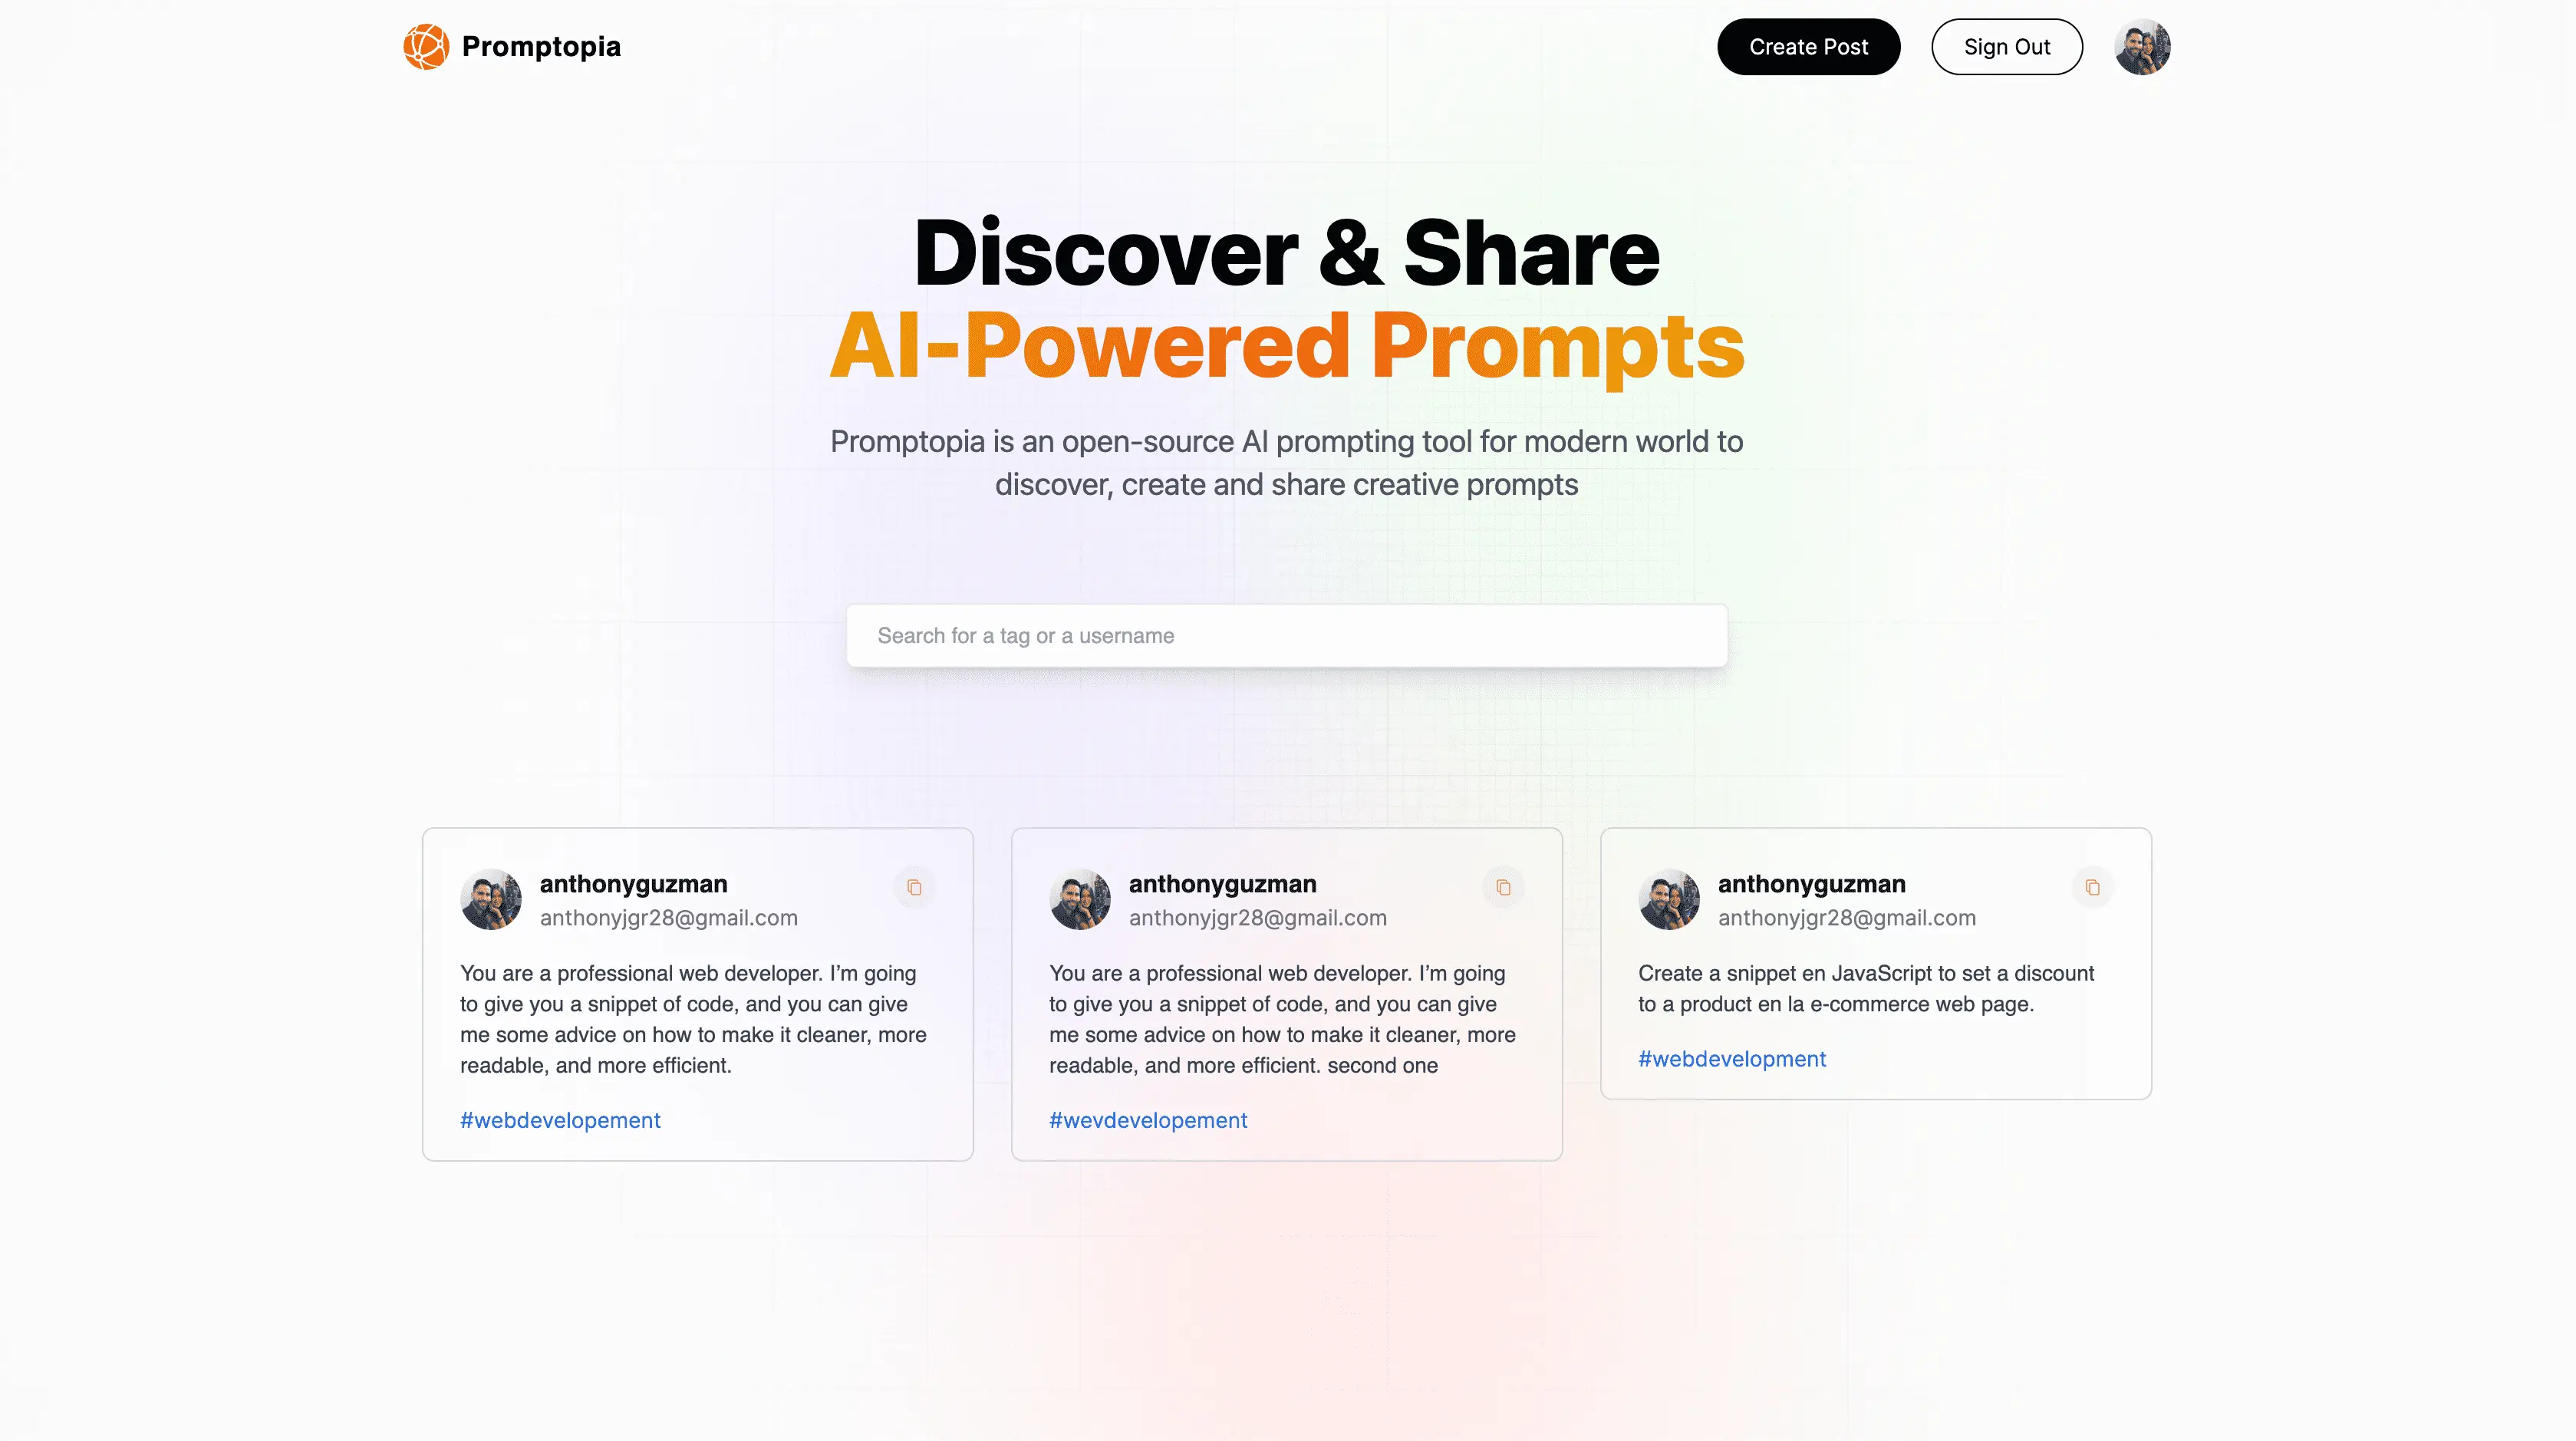 Promptopia
Create Post
Sign Out
Discover & Share
AI-Powered Prompts
Promptopia is an open-source AI prompting tool for modern world to
discover, create and share creative prompts
Search for a tag or a username
anthonyguzman
anthonyjgr28@gmail.com
You are a professional web developer. I’m going
to give you a snippet of code, and you can give
me some advice on how to make it cleaner, more
readable, and more efficient.
#webdevelopement
anthonyguzman
anthonyjgr28@gmail.com
You are a professional web developer. I’m going
to give you a snippet of code, and you can give
me some advice on how to make it cleaner, more
readable, and more efficient. second one
#wevdevelopement
anthonyguzman
anthonyjgr28@gmail.com
Create a snippet en JavaScript to set a discount
to a product en la e-commerce web page.
#webdevelopment